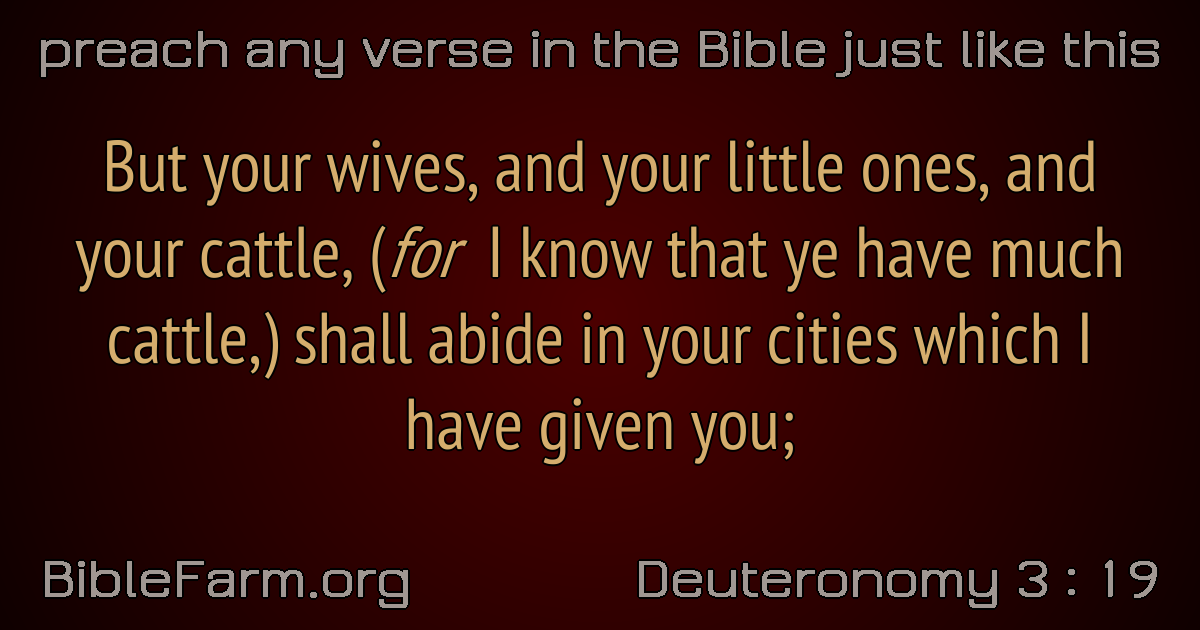 preach any verse in the Bible just like this
But your wives, and your little ones, and
your cattle, (for I know that ye have much
cattle,) shall abide in your cities which I
have given you;
BibleFarm.org
Deuteronomy 3 : 19